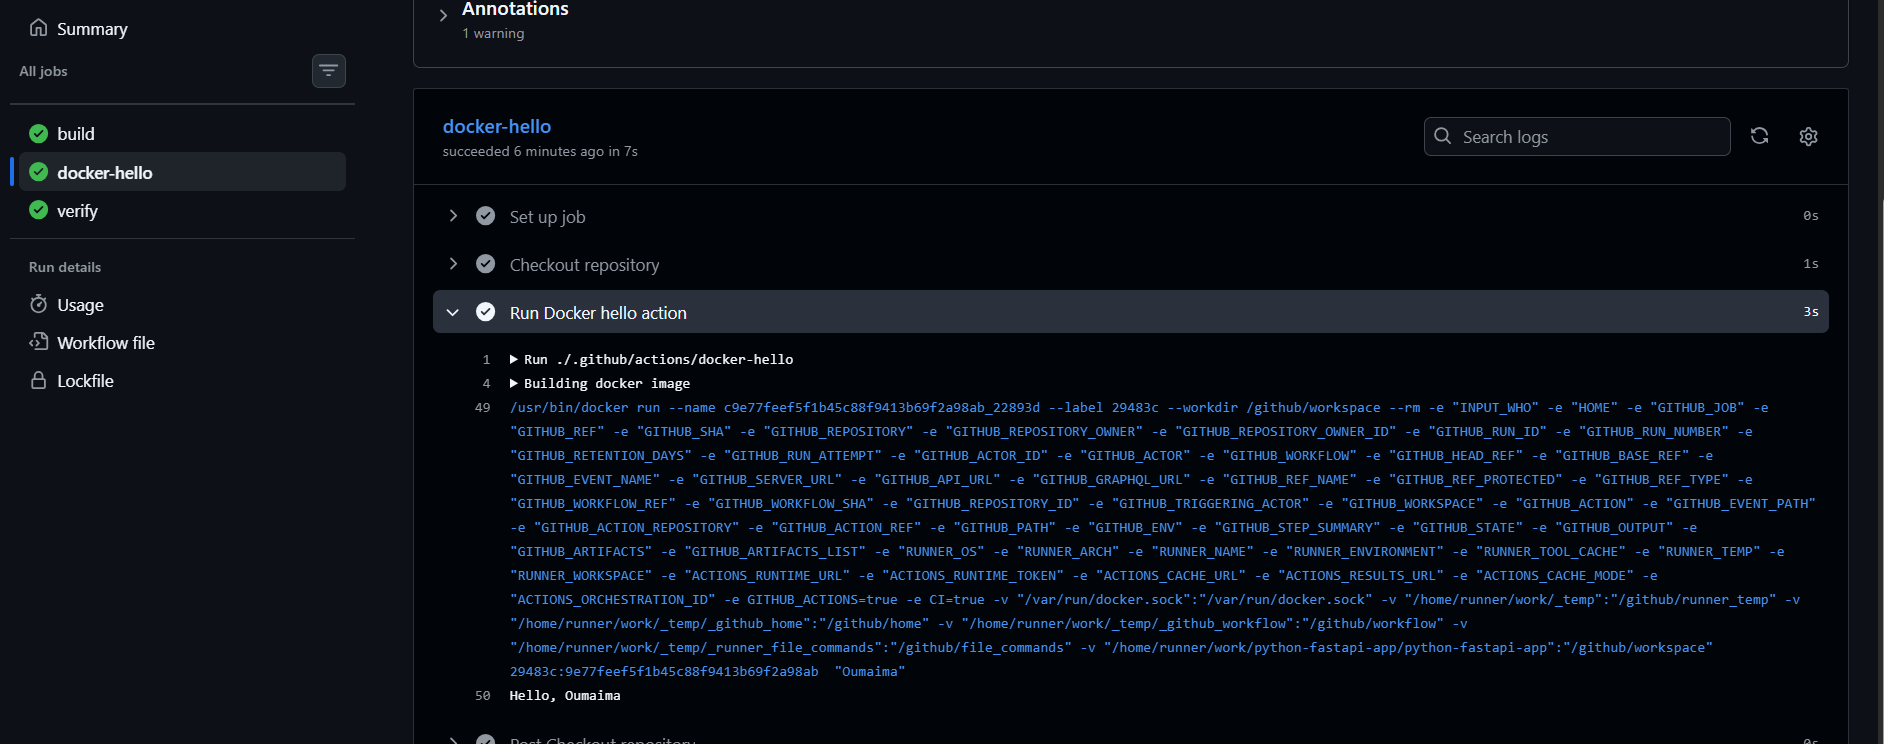 Summary
All jobs
build
docker-hello
verify
Run details
Usage
Workflow file
Lockfile
Annotations
1 warning
docker-hello
succeeded 6 minutes ago in 7s
Search logs
Set up job 0s
Checkout repository 1s
Run Docker hello action 3s
1 Run ./.github/actions/docker-hello
4 Building docker image
49 /usr/bin/docker run --name c9e77feef5f1b45c88f9413b69f2a98ab_22893d --label 29483c --workdir /github/workspace --rm -e "INPUT_WHO" -e "HOME" -e "GITHUB_JOB" -e
"GITHUB_REF" -e "GITHUB_SHA" -e "GITHUB_REPOSITORY" -e "GITHUB_REPOSITORY_OWNER" -e "GITHUB_REPOSITORY_OWNER_ID" -e "GITHUB_RUN_ID" -e "GITHUB_RUN_NUMBER" -e
"GITHUB_RETENTION_DAYS" -e "GITHUB_RUN_ATTEMPT" -e "GITHUB_ACTOR_ID" -e "GITHUB_ACTOR" -e "GITHUB_WORKFLOW" -e "GITHUB_HEAD_REF" -e "GITHUB_BASE_REF" -e
"GITHUB_EVENT_NAME" -e "GITHUB_SERVER_URL" -e "GITHUB_API_URL" -e "GITHUB_GRAPHQL_URL" -e "GITHUB_REF_NAME" -e "GITHUB_REF_PROTECTED" -e "GITHUB_REF_TYPE" -e
"GITHUB_WORKFLOW_REF" -e "GITHUB_WORKFLOW_SHA" -e "GITHUB_REPOSITORY_ID" -e "GITHUB_TRIGGERING_ACTOR" -e "GITHUB_WORKSPACE" -e "GITHUB_ACTION" -e "GITHUB_EVENT_PATH"
-e "GITHUB_ACTION_REPOSITORY" -e "GITHUB_ACTION_REF" -e "GITHUB_PATH" -e "GITHUB_ENV" -e "GITHUB_STEP_SUMMARY" -e "GITHUB_STATE" -e "GITHUB_OUTPUT" -e
"GITHUB_ARTIFACTS" -e "GITHUB_ARTIFACTS_LIST" -e "RUNNER_OS" -e "RUNNER_ARCH" -e "RUNNER_NAME" -e "RUNNER_ENVIRONMENT" -e "RUNNER_TOOL_CACHE" -e "RUNNER_TEMP" -e
"RUNNER_WORKSPACE" -e "ACTIONS_RUNTIME_URL" -e "ACTIONS_RUNTIME_TOKEN" -e "ACTIONS_CACHE_URL" -e "ACTIONS_RESULTS_URL" -e "ACTIONS_CACHE_MODE" -e
"ACTIONS_ORCHESTRATION_ID" -e GITHUB_ACTIONS=true -e CI=true -v "/var/run/docker.sock":"/var/run/docker.sock" -v "/home/runner/work/_temp":"/github/runner_temp" -v
"/home/runner/work/_temp/_github_home":"/github/home" -v "/home/runner/work/_temp/_github_workflow":"/github/workflow" -v
"/home/runner/work/_temp/_runner_file_commands":"/github/file_commands" -v "/home/runner/work/python-fastapi-app/python-fastapi-app":"/github/workspace"
29483c:9e77feef5f1b45c88f9413b69f2a98ab "Oumaima"
50 Hello, Oumaima
Post Checkout repository 0s